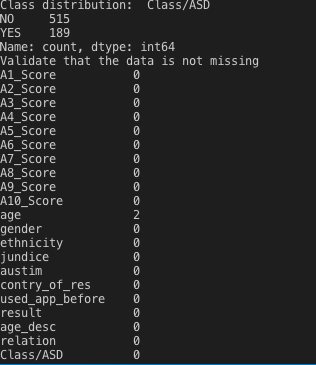 Class distribution:  Class/ASD
NO     515
YES    189
Name: count, dtype: int64
Validate that the data is not missing
A1_Score           0
A2_Score           0
A3_Score           0
A4_Score           0
A5_Score           0
A6_Score           0
A7_Score           0
A8_Score           0
A9_Score           0
A10_Score          0
age                2
gender             0
ethnicity          0
jundice            0
austim             0
contry_of_res      0
used_app_before    0
result             0
age_desc           0
relation           0
Class/ASD          0